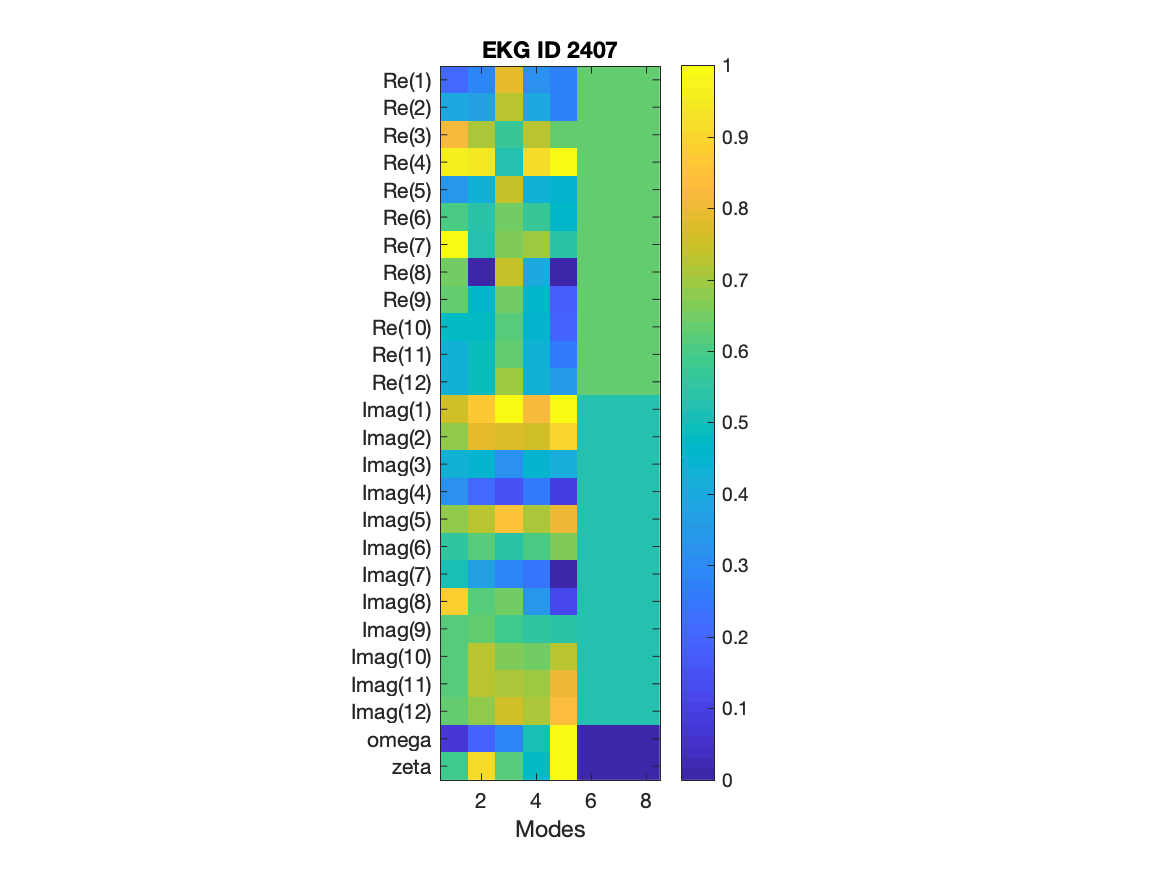 EKG ID 2407
Re(1)
Re(2)
Re(3)
Re(4)
Re(5)
Re(6)
Re(7)
Re(8)
Re(9)
Re(10)
Re(11)
Re(12)
Imag(1)
Imag(2)
Imag(3)
Imag(4)
Imag(5)
Imag(6)
Imag(7)
Imag(8)
Imag(9)
Imag(10)
Imag(11)
Imag(12)
omega
zeta
2 4 6 8
Modes
1
0.9
0.8
0.7
0.6
0.5
0.4
0.3
0.2
0.1
0